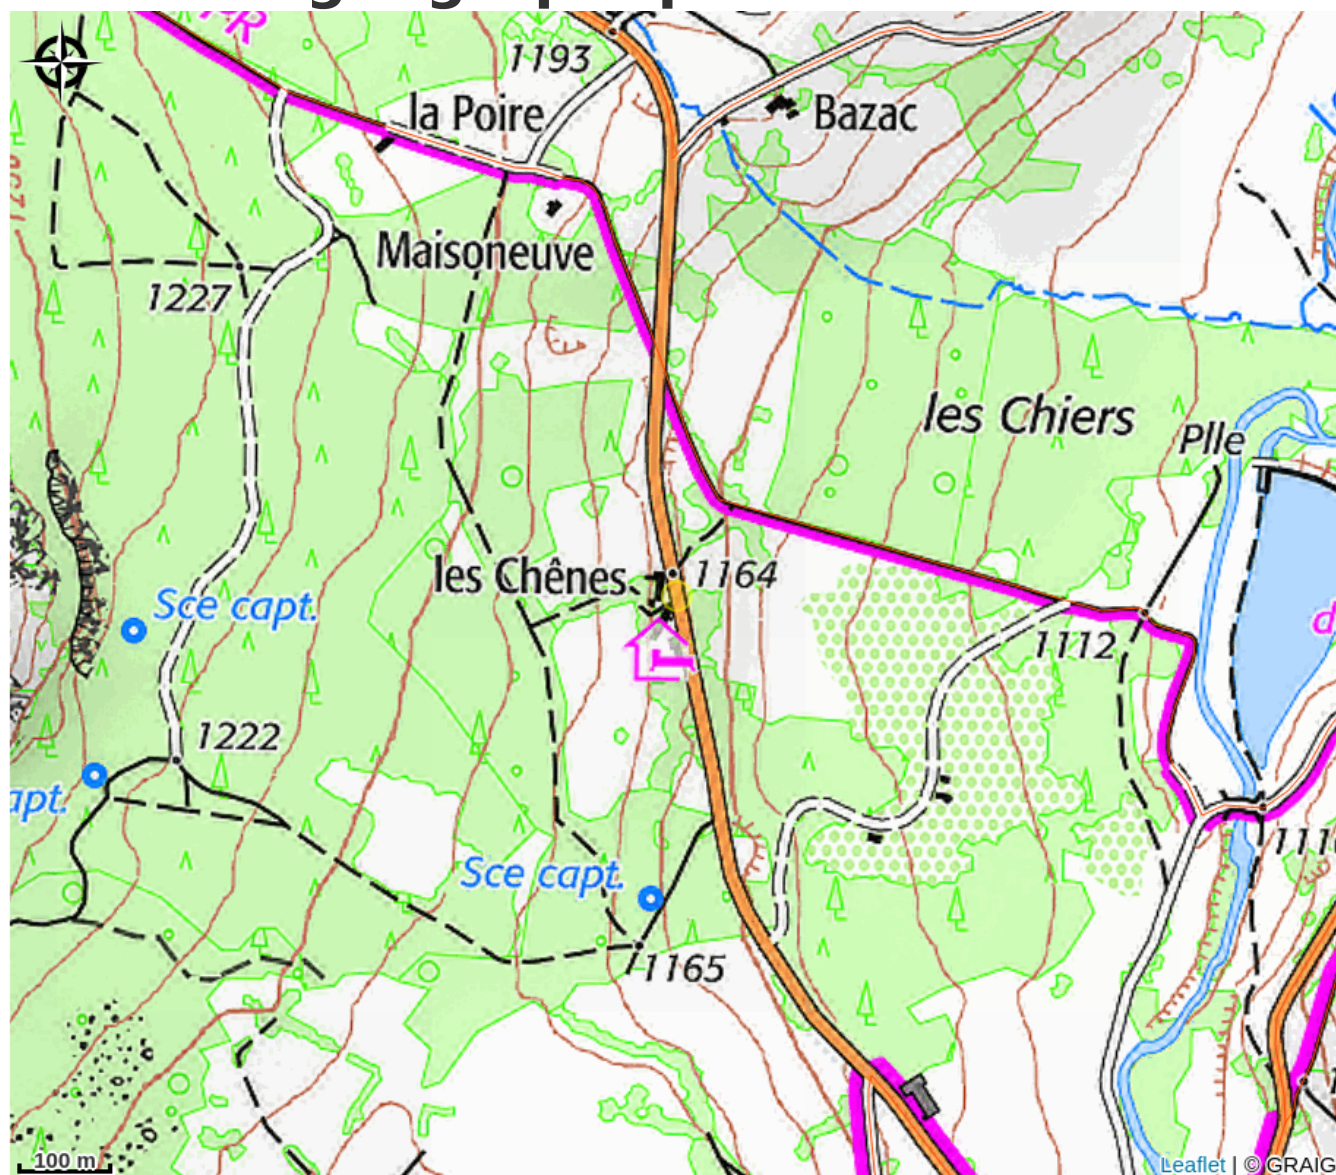 PR
1193
la Poire
Bazac
Maisoneuve
1227
les Chiers
Plle
les Chênes
1164
Sce capt.
1112
1222
apt.
Sce capt.
1165
100 m
Leaflet | © GRAIG